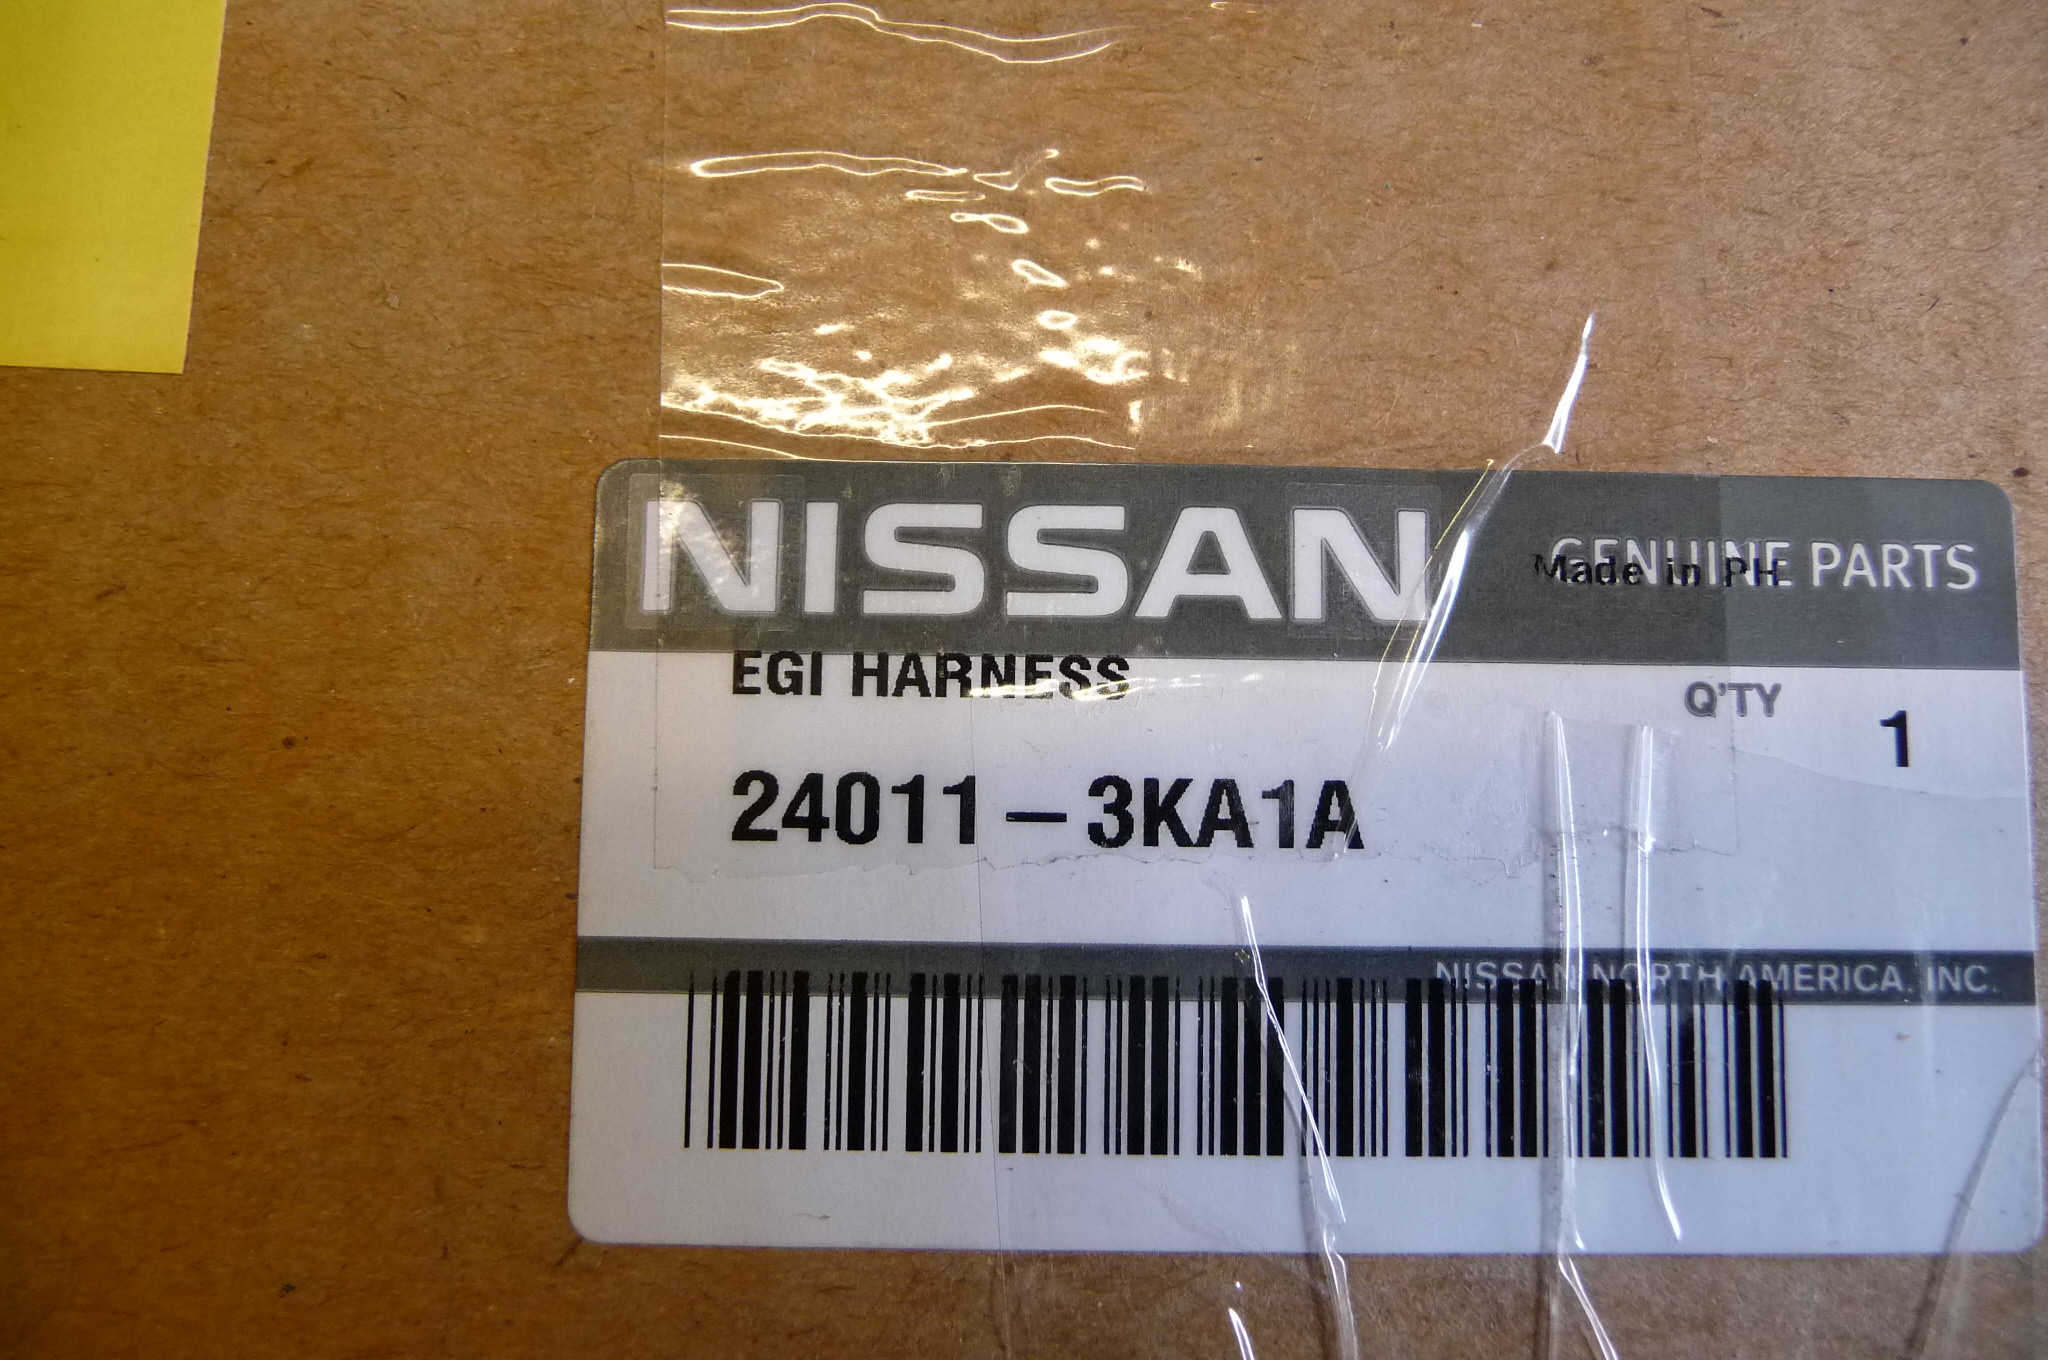 NISSAN GENUINE PARTS
Made in PH
EGI HARNESS
Q'TY 1
24011-3KA1A
NISSAN NORTH AMERICA, INC.